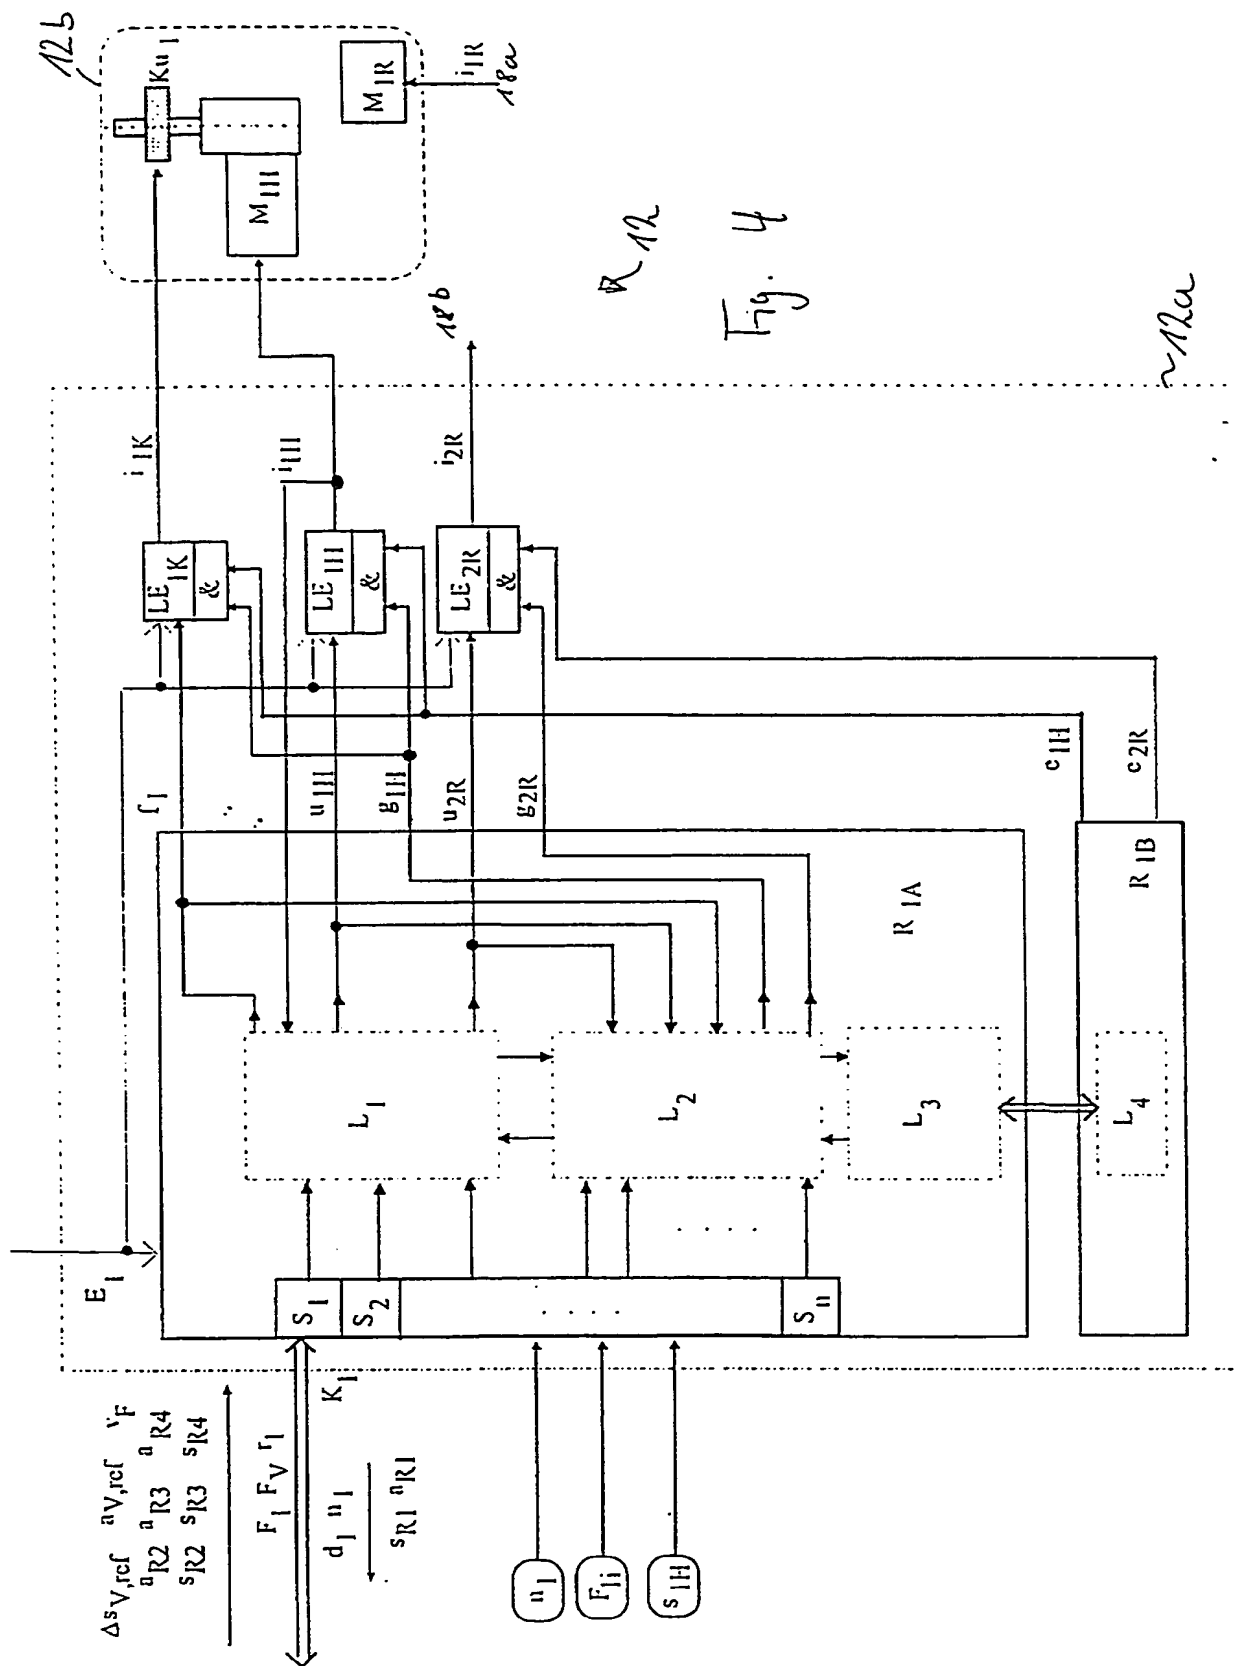 12b
Ku1
M1H
M1R
i1R
18a
i1K
i1H
i2R
18b
LE1K
&
LE1H
&
LE2R
&
R 12
Fig. 4
12a
E1
f1
u1H
g1H
u2R
g2R
c1H
c2R
R1A
R1B
L1
L2
L3
L4
S1
S2
. . . .
. . . .
Sn
ΔsV,ref aV,ref vF
aR2 aR3 aR4
sR2 sR3 sR4
F1 FV r1
K1
d1 n1
sR1 aR1
n1
F1i
s1H